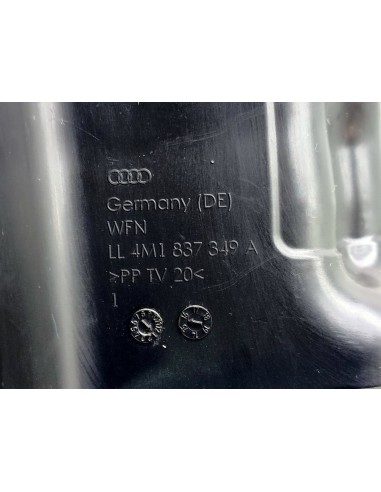 Germany (DE)
WFN
LL 4M1 837 349 A
>PP TV 20<
1